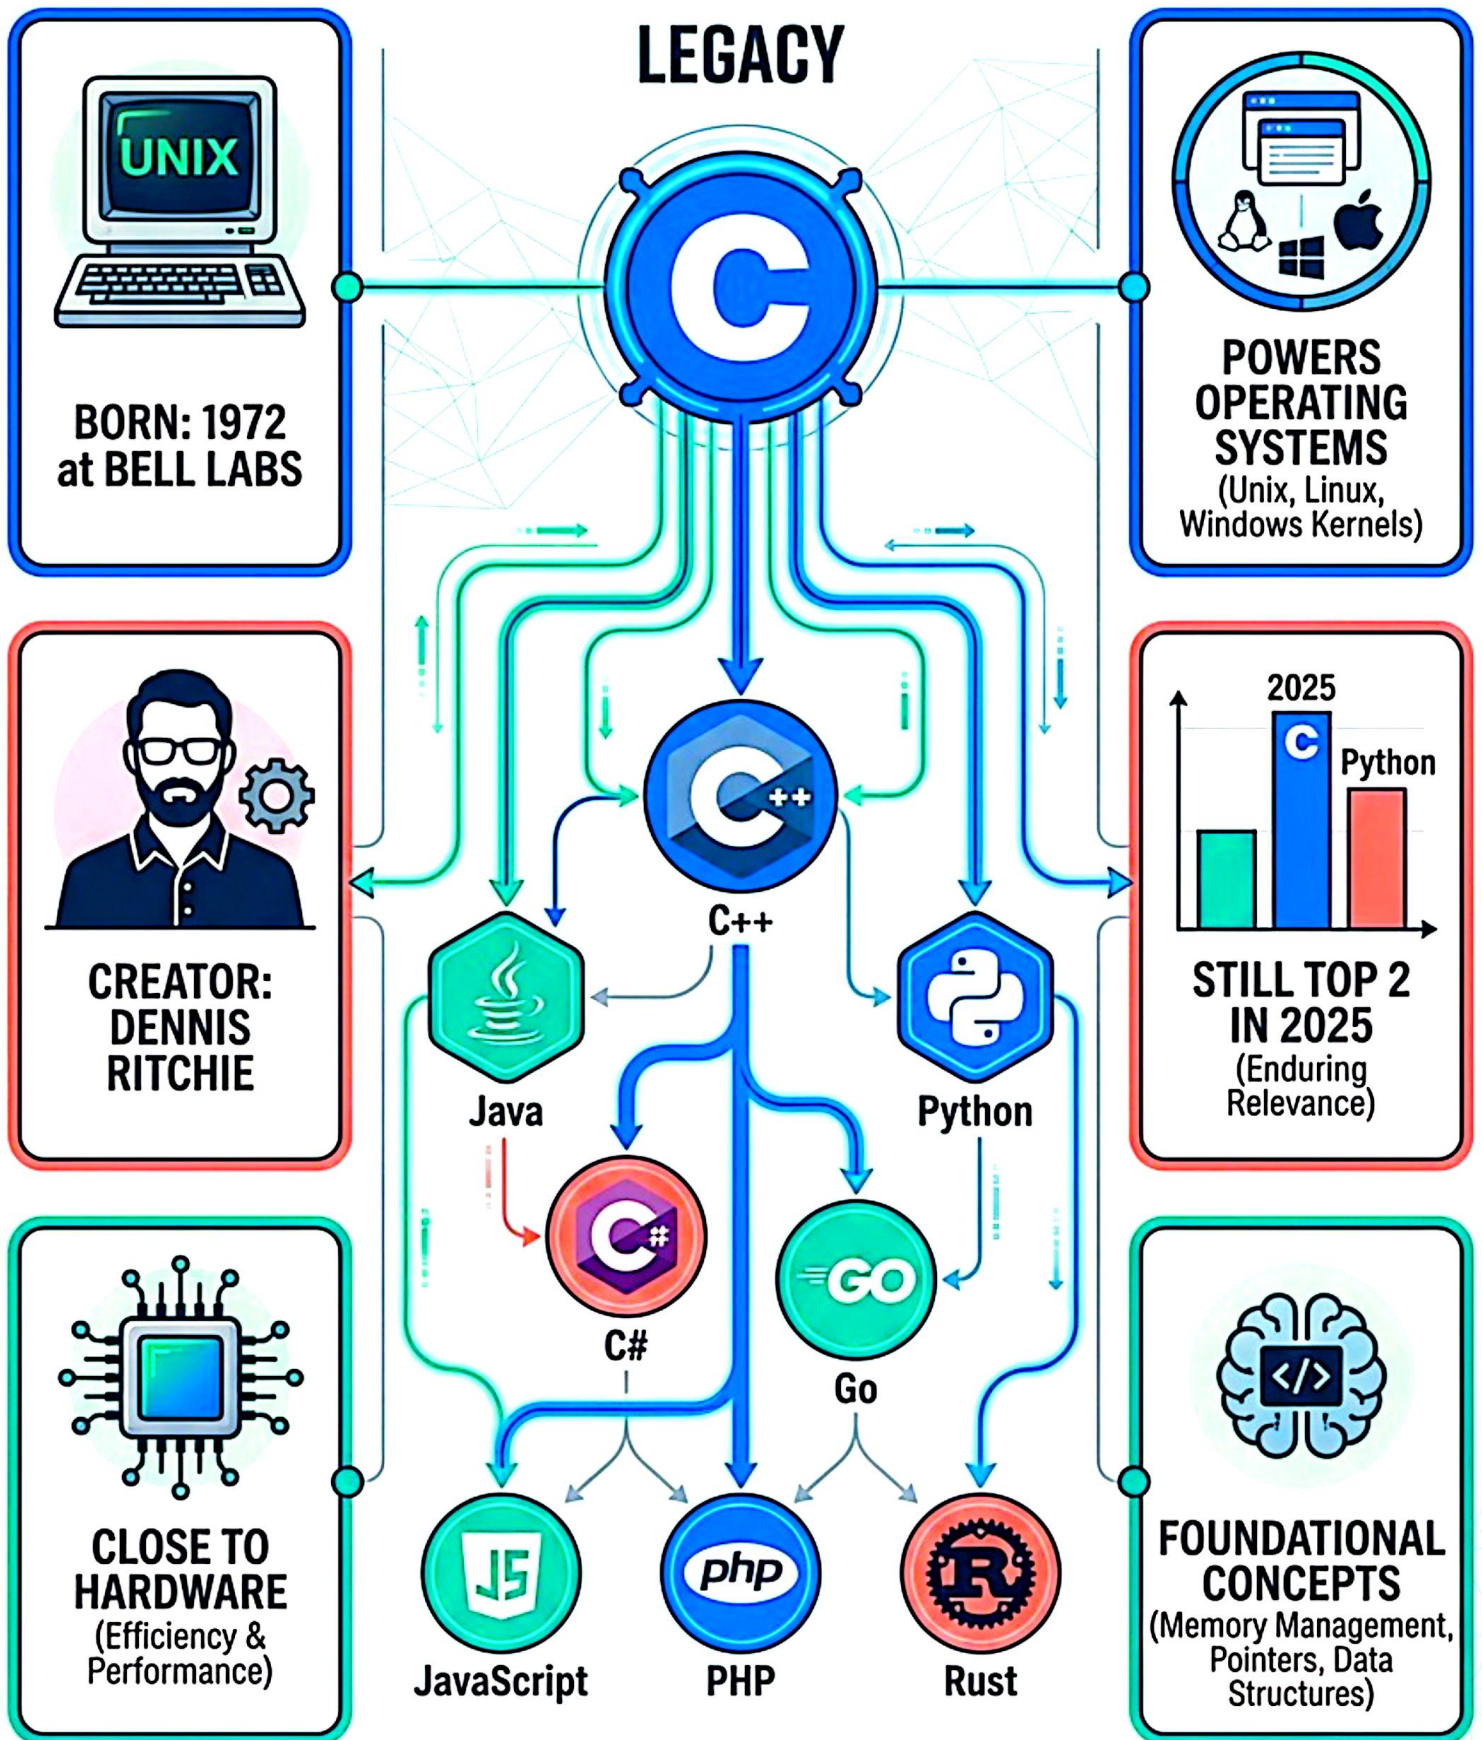 LEGACY
UNIX
BORN: 1972
at BELL LABS
C
POWERS
OPERATING
SYSTEMS
(Unix, Linux,
Windows Kernels)
CREATOR:
DENNIS
RITCHIE
C++
C++
2025
C
Python
STILL TOP 2
IN 2025
(Enduring
Relevance)
Java
Python
C#
C#
GO
Go
CLOSE TO
HARDWARE
(Efficiency &
Performance)
JS
JavaScript
php
PHP
R
Rust
</>
FOUNDATIONAL
CONCEPTS
(Memory Management,
Pointers, Data
Structures)